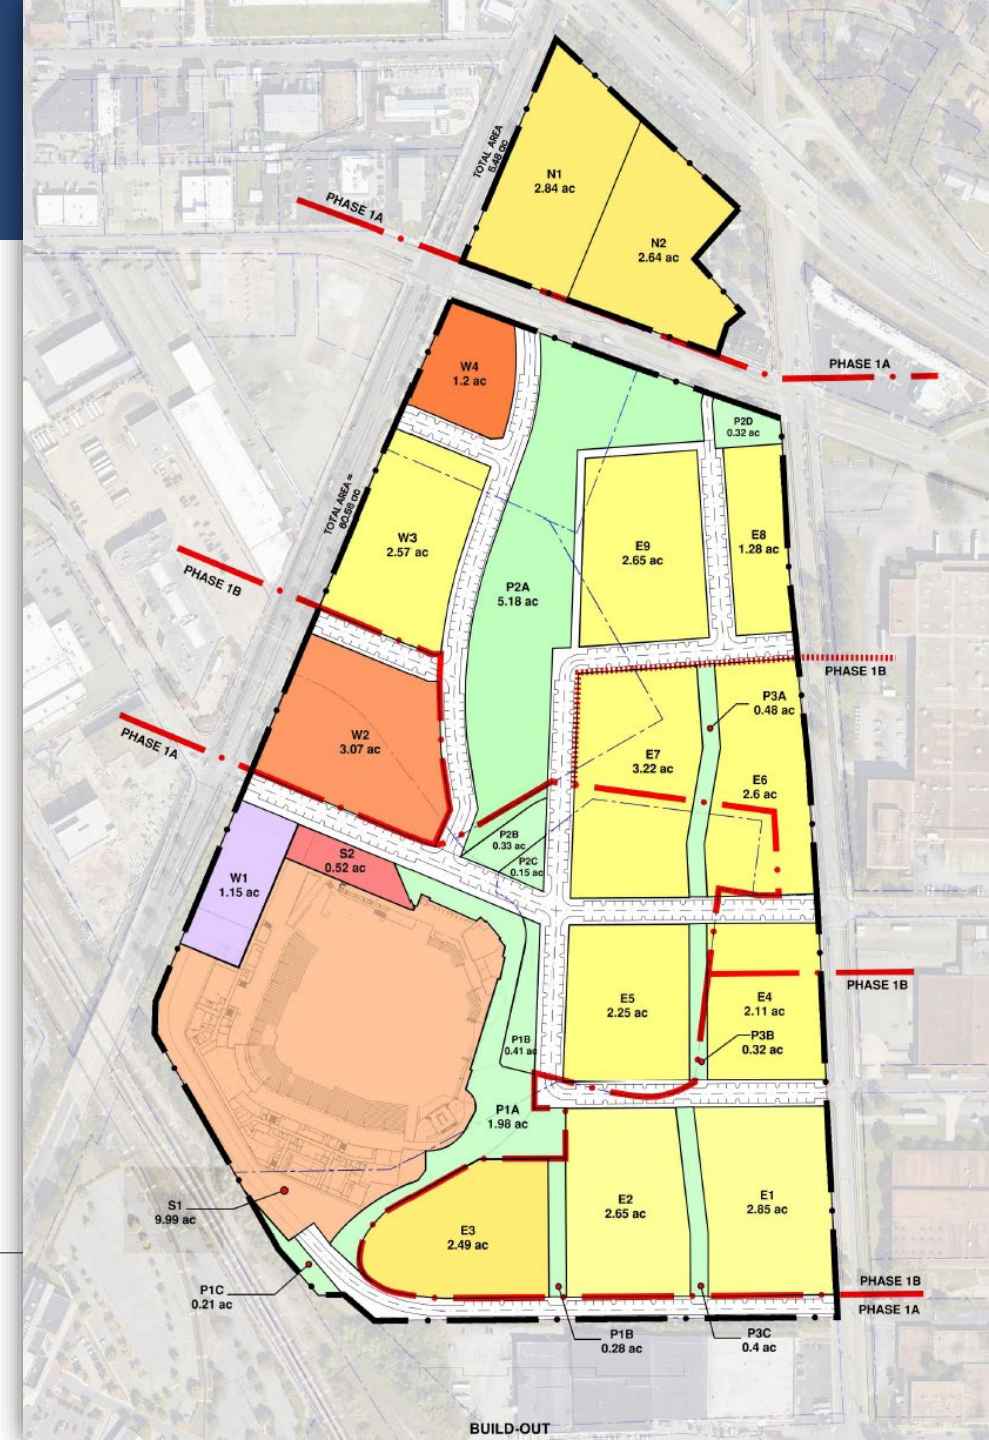 TOTAL AREA
5.48 ac
N1
2.84 ac
PHASE 1A
N2
2.64 ac
PHASE 1A
W4
1.2 ac
P2D
0.32 ac
TOTAL AREA =
60.58 ac
W3
2.57 ac
E9
2.65 ac
E8
1.28 ac
PHASE 1B
P2A
5.18 ac
PHASE 1B
P3A
0.48 ac
PHASE 1A
W2
3.07 ac
E7
3.22 ac
E6
2.6 ac
P2B
0.33 ac
P2C
0.15 ac
S2
0.52 ac
W1
1.15 ac
PHASE 1B
E5
2.25 ac
E4
2.11 ac
P1B
0.41 ac
P3B
0.32 ac
P1A
1.98 ac
S1
9.99 ac
E3
2.49 ac
E2
2.65 ac
E1
2.85 ac
P1C
0.21 ac
PHASE 1B
PHASE 1A
P1B
0.28 ac
P3C
0.4 ac
BUILD-OUT